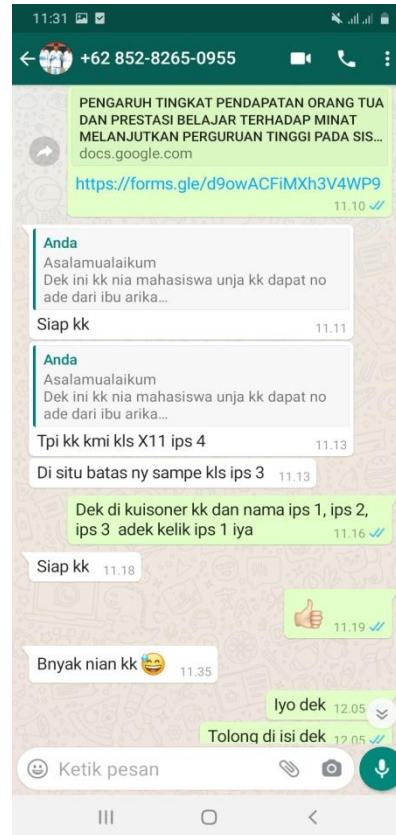 11:31
+62 852-8265-0955
PENGARUH TINGKAT PENDAPATAN ORANG TUA
DAN PRESTASI BELAJAR TERHADAP MINAT
MELANJUTKAN PERGURUAN TINGGI PADA SIS...
docs.google.com
https://forms.gle/d9owACFiMXh3V4WP9
11.10
Anda
Asalamualaikum
Dek ini kk nia mahasiswa unja kk dapat no
ade dari ibu arika...
Siap kk 11.11
Anda
Asalamualaikum
Dek ini kk nia mahasiswa unja kk dapat no
ade dari ibu arika...
Tpi kk kmi kls X11 ips 4 11.13
Di situ batas ny sampe kls ips 3 11.13
Dek di kuisoner kk dan nama ips 1, ips 2,
ips 3 adek kelik ips 1 iya 11.16
Siap kk 11.18
👍 11.19
Bnyak nian kk😅 11.35
Iyo dek 12.05
Tolong di isi dek 12.05
Ketik pesan